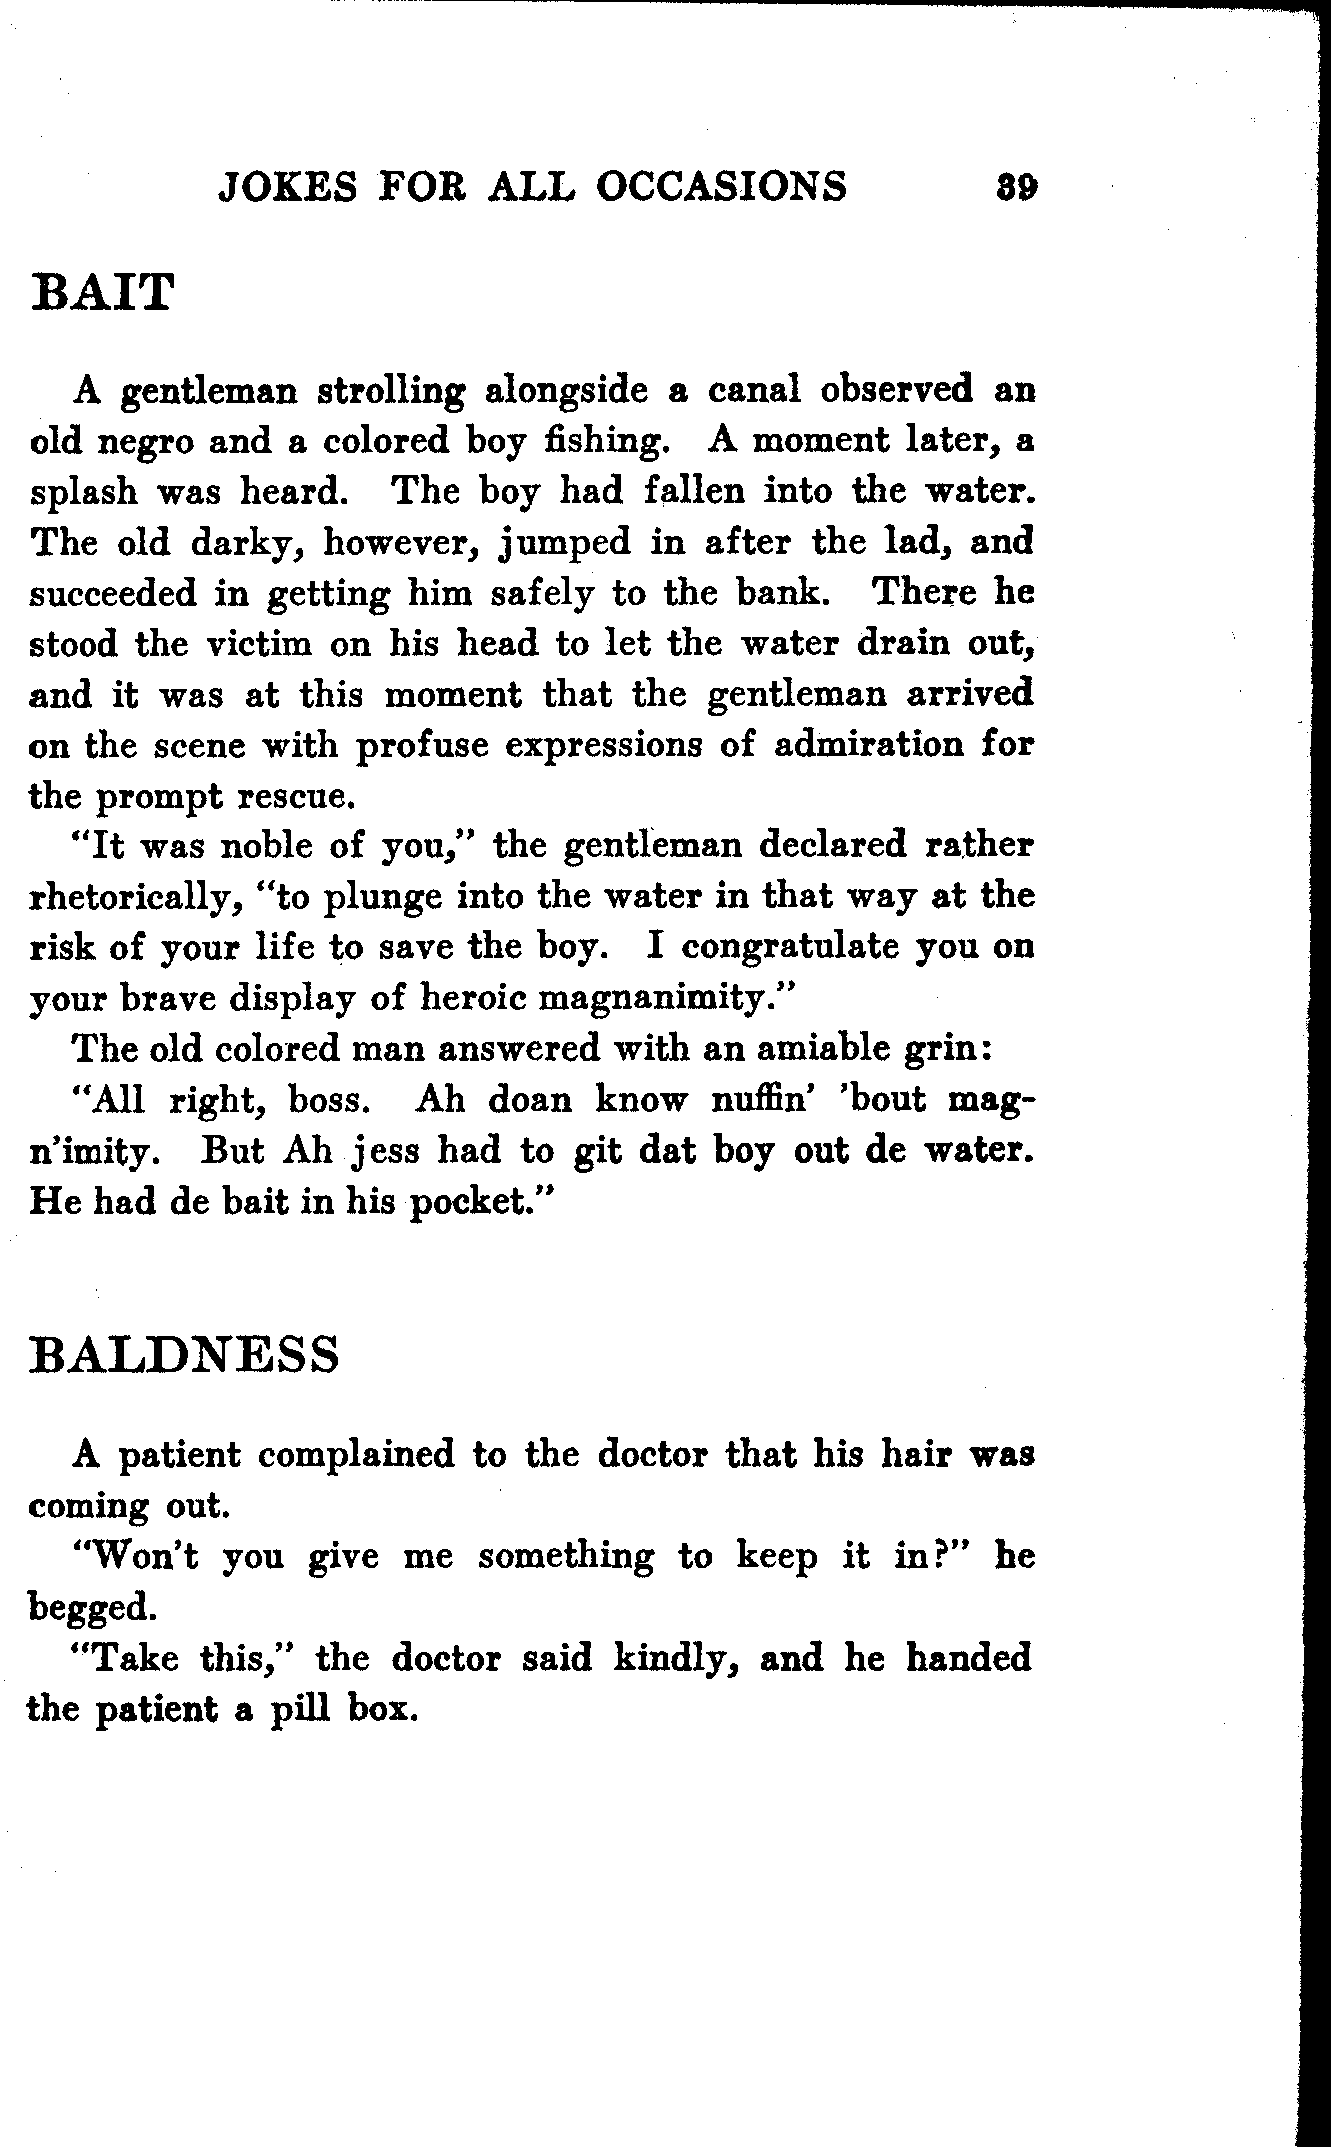 JOKES FOR ALL OCCASIONS 39
BAIT
A gentleman strolling alongside a canal observed an
old negro and a colored boy fishing. A moment later, a
splash was heard. The boy had fallen into the water.
The old darky, however, jumped in after the lad, and
succeeded in getting him safely to the bank. There he
stood the victim on his head to let the water drain out,
and it was at this moment that the gentleman arrived
on the scene with profuse expressions of admiration for
the prompt rescue.
"It was noble of you," the gentleman declared rather
rhetorically, "to plunge into the water in that way at the
risk of your life to save the boy. I congratulate you on
your brave display of heroic magnanimity."
The old colored man answered with an amiable grin:
"All right, boss. Ah doan know nuffin' 'bout mag-
n'imity. But Ah jess had to git dat boy out de water.
He had de bait in his pocket."
BALDNESS
A patient complained to the doctor that his hair was
coming out.
"Won't you give me something to keep it in?" he
begged.
"Take this," the doctor said kindly, and he handed
the patient a pill box.